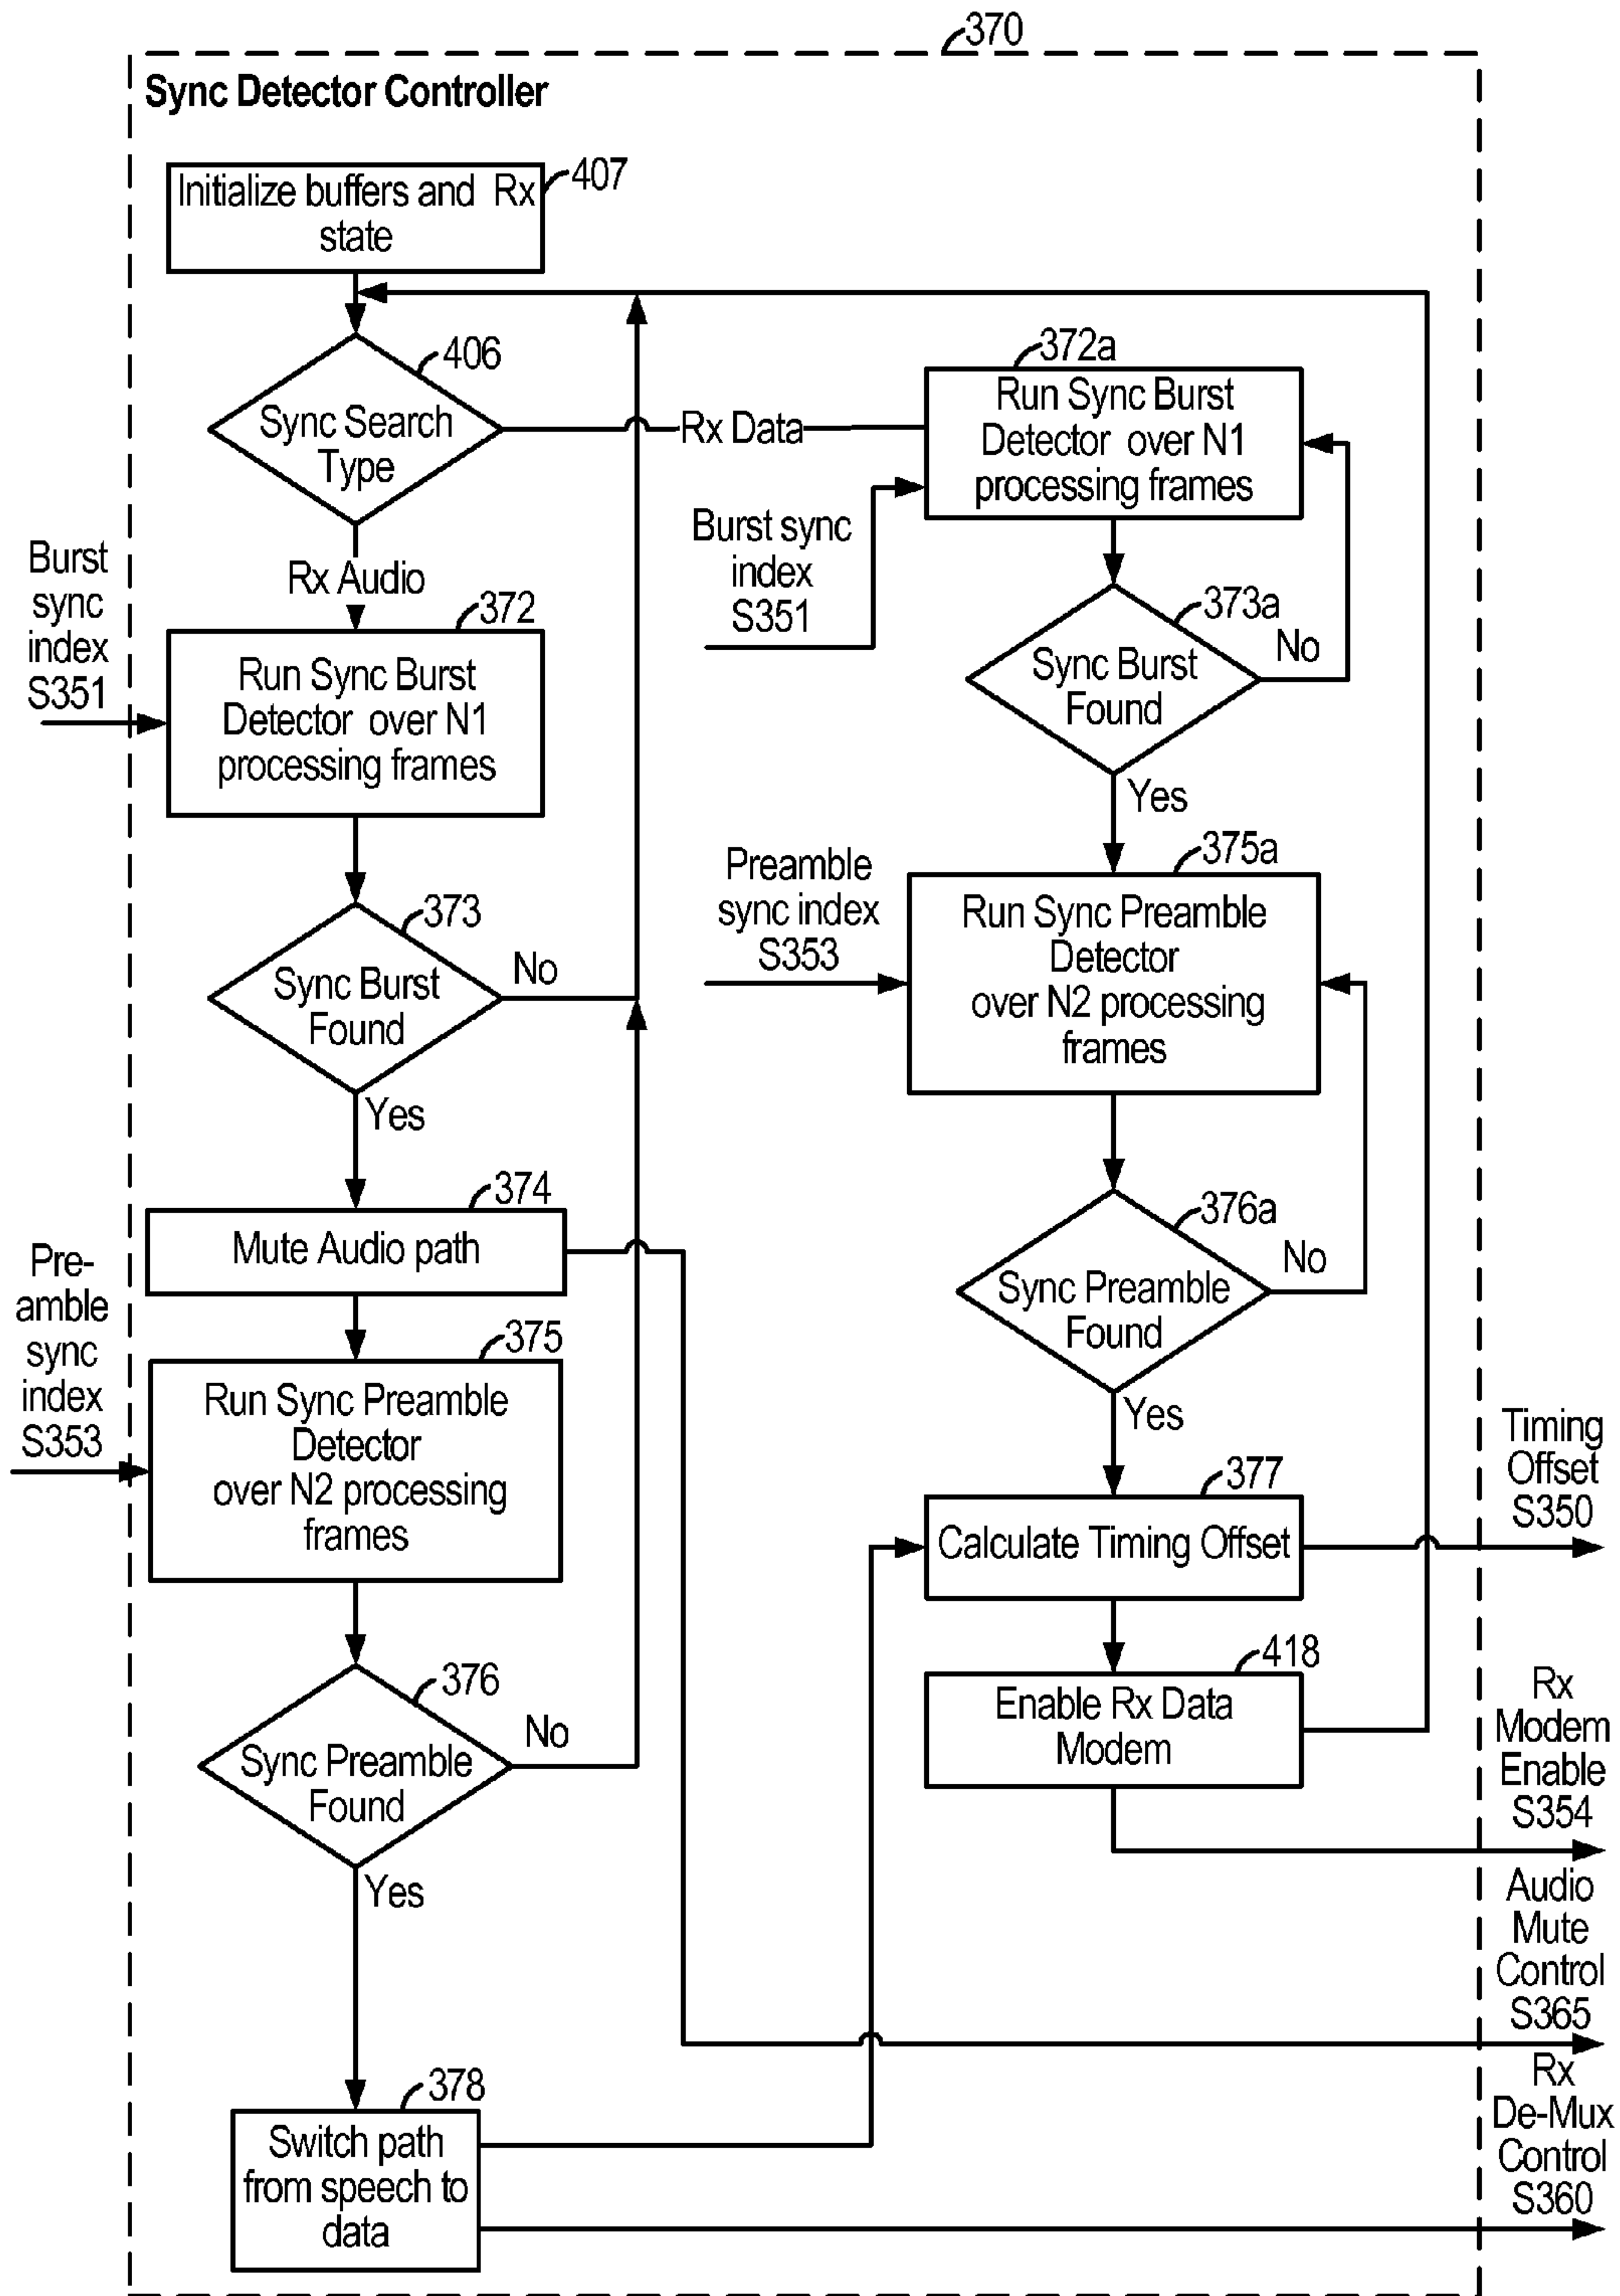 370
Sync Detector Controller
Initialize buffers and Rx
state
407
406
Sync Search
Type
Rx Data
Rx Audio
Burst
sync
index
S351
372
Run Sync Burst
Detector over N1
processing frames
373
Sync Burst
Found
No
Yes
374
Mute Audio path
Pre-
amble
sync
index
S353
375
Run Sync Preamble
Detector
over N2 processing
frames
376
Sync Preamble
Found
No
Yes
378
Switch path
from speech to
data
372a
Run Sync Burst
Detector over N1
processing frames
Burst sync
index
S351
373a
Sync Burst
Found
No
Yes
375a
Preamble
sync index
S353
Run Sync Preamble
Detector
over N2 processing
frames
376a
Sync Preamble
Found
No
Yes
377
Calculate Timing Offset
418
Enable Rx Data
Modem
Timing
Offset
S350
Rx
Modem
Enable
S354
Audio
Mute
Control
S365
Rx
De-Mux
Control
S360